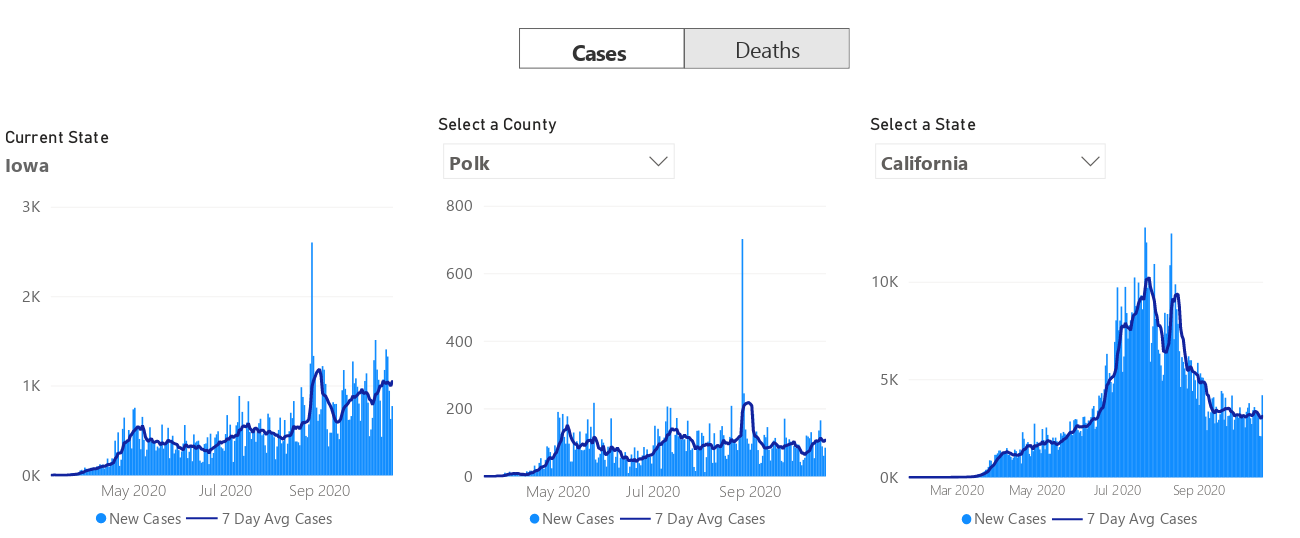 Cases
Deaths
Current State
Iowa
3K
2K
1K
0K
May 2020 Jul 2020 Sep 2020
New Cases 7 Day Avg Cases
Select a County
Polk
800
600
400
200
0
May 2020 Jul 2020 Sep 2020
New Cases 7 Day Avg Cases
Select a State
California
10K
5K
0K
Mar 2020 May 2020 Jul 2020 Sep 2020
New Cases 7 Day Avg Cases